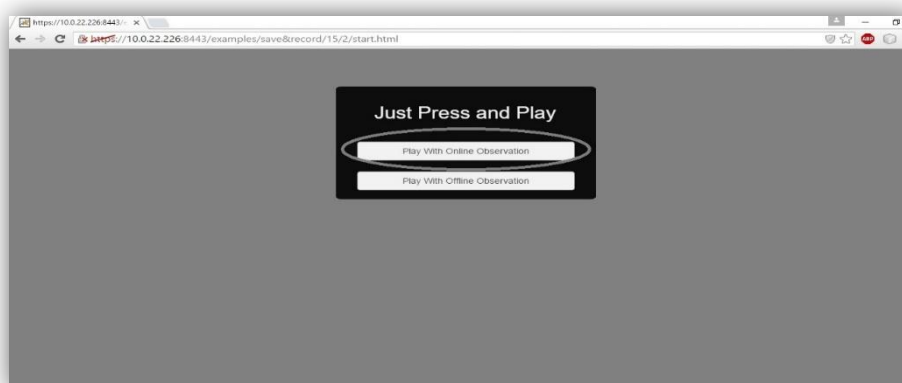 https://10.0.22.226:8443/
https://10.0.22.226:8443/examples/save&record/15/2/start.html
ABP
Just Press and Play
Play With Online Observation
Play With Offline Observation